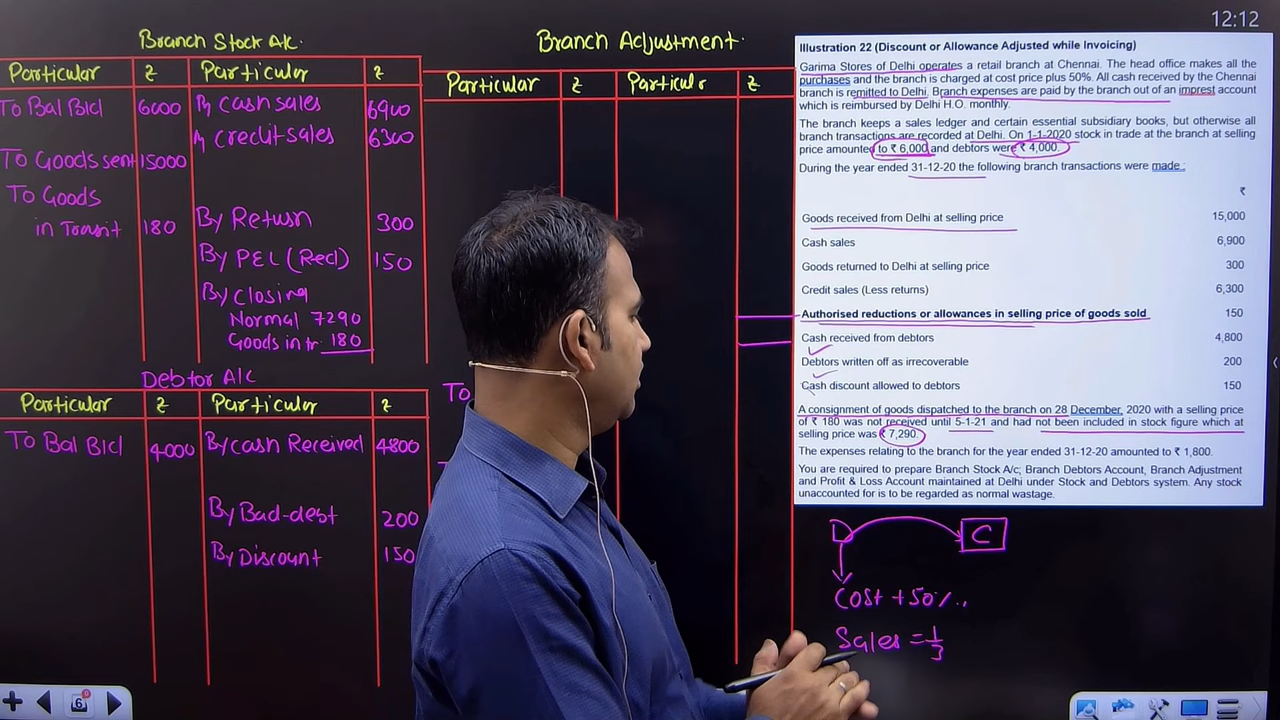 12:12
Branch Stock A/c.
Particular ₹ Particular ₹
To Bal B/d 6000 By cash sales 6900
By credit sales 6300
To Goods sent 15000
To Goods
in Transit 180 By Return 300
By P&L (Red) 150
By Closing
Normal 7290
Goods in tr. 180
Debtor A/c
Particular ₹ Particular ₹
To Bal B/d 4000 By cash Received 4800
By Bad-debt 200
By Discount 150
Branch Adjustment.
Particular ₹ Particulr ₹
To
Illustration 22 (Discount or Allowance Adjusted while Invoicing)
Garima Stores of Delhi operates a retail branch at Chennai. The head office makes all the
purchases and the branch is charged at cost price plus 50%. All cash received by the Chennai
branch is remitted to Delhi. Branch expenses are paid by the branch out of an imprest account
which is reimbursed by Delhi H.O. monthly.
The branch keeps a sales ledger and certain essential subsidiary books, but otherwise all
branch transactions are recorded at Delhi. On 1-1-2020 stock in trade at the branch at selling
price amounted to ₹ 6,000 and debtors were ₹ 4,000.
During the year ended 31-12-20 the following branch transactions were made :
₹
Goods received from Delhi at selling price 15,000
Cash sales 6,900
Goods returned to Delhi at selling price 300
Credit sales (Less returns) 6,300
Authorised reductions or allowances in selling price of goods sold 150
Cash received from debtors 4,800
Debtors written off as irrecoverable 200
Cash discount allowed to debtors 150
A consignment of goods dispatched to the branch on 28 December, 2020 with a selling price
of ₹ 180 was not received until 5-1-21 and had not been included in stock figure which at
selling price was ₹ 7,290.
The expenses relating to the branch for the year ended 31-12-20 amounted to ₹ 1,800.
You are required to prepare Branch Stock A/c, Branch Debtors Account, Branch Adjustment
and Profit & Loss Account maintained at Delhi under Stock and Debtors system. Any stock
unaccounted for is to be regarded as normal wastage.
D C
Cost + 50%.
Sales = 1/3
6